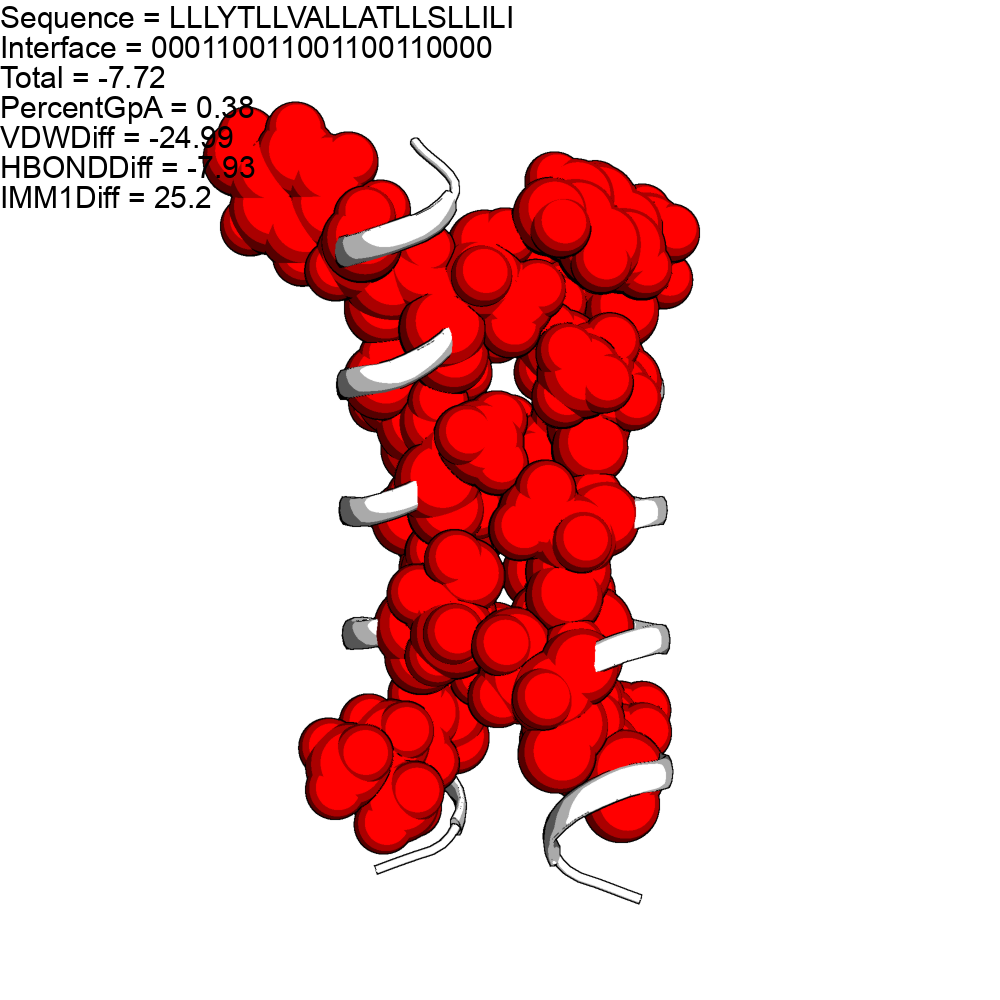 Sequence = LLLYTLLVALLATLLSLLILI
Interface = 000110011001100110000
Total = -7.72
PercentGpA = 0.38
VDWDiff = -24.99
HBONDDiff = -7.93
IMM1Diff = 25.2